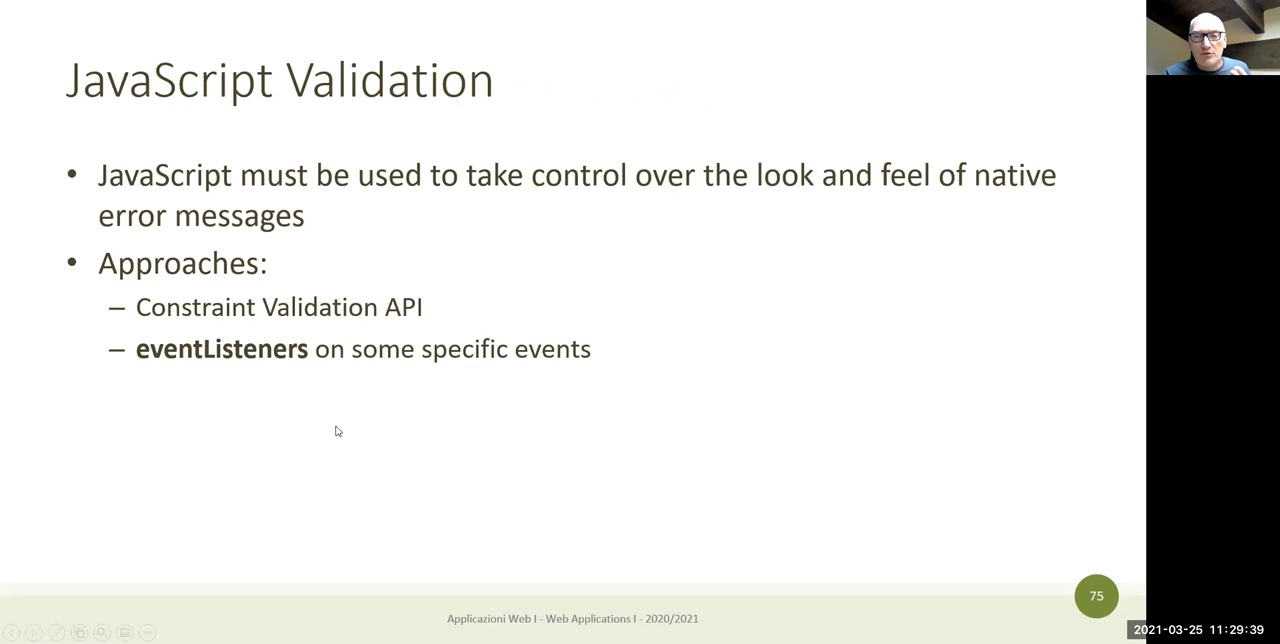 JavaScript Validation
• JavaScript must be used to take control over the look and feel of native
error messages
• Approaches:
– Constraint Validation API
– eventListeners on some specific events
75
Applicazioni Web I - Web Applications I - 2020/2021
2021-03-25 11:29:39